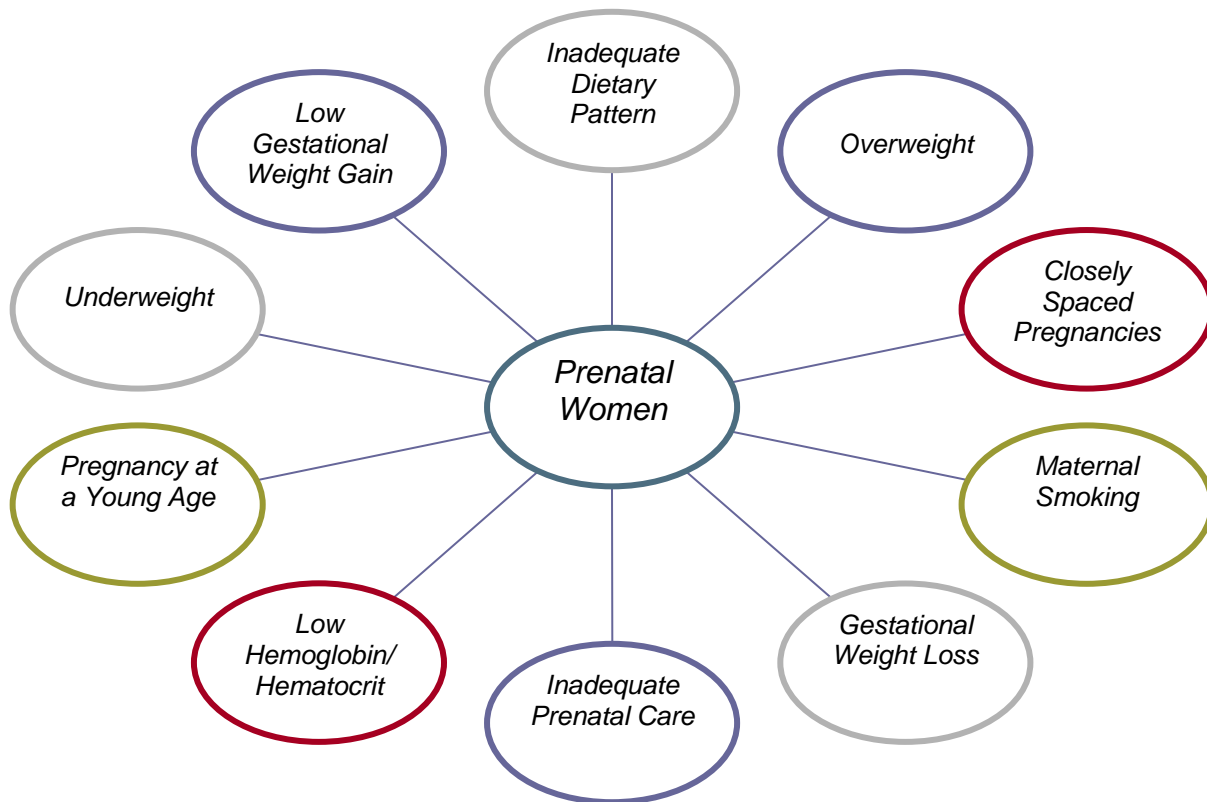 Inadequate
Dietary
Pattern
Low
Gestational
Weight Gain
Overweight
Closely
Spaced
Pregnancies
Underweight
Prenatal
Women
Pregnancy at
a Young Age
Maternal
Smoking
Low
Hemoglobin/
Hematocrit
Gestational
Weight Loss
Inadequate
Prenatal Care